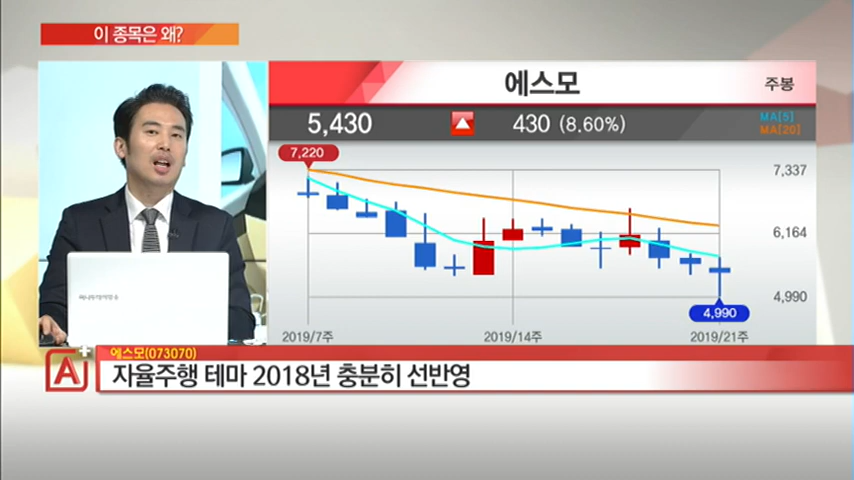 이 종목은 왜?
에스모
주봉
5,430
430 (8.60%)
MA[5]
MA[20]
7,220
7,337
6,164
4,990
4,990
2019/7주
2019/14주
2019/21주
A+
에스모(073070)
자율주행 테마 2018년 충분히 선반영